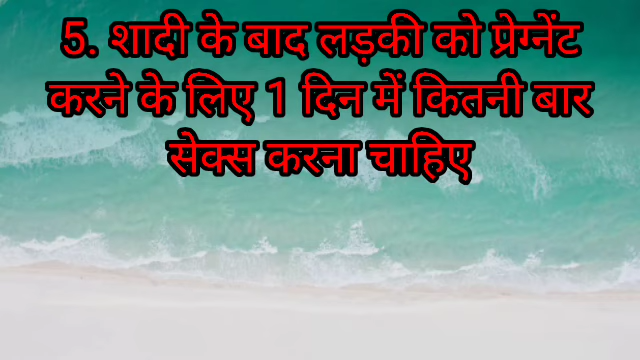 5. शादी के बाद लड़की को प्रेग्नेंट
करने के लिए 1 दिन में कितनी बार
सेक्स करना चाहिए